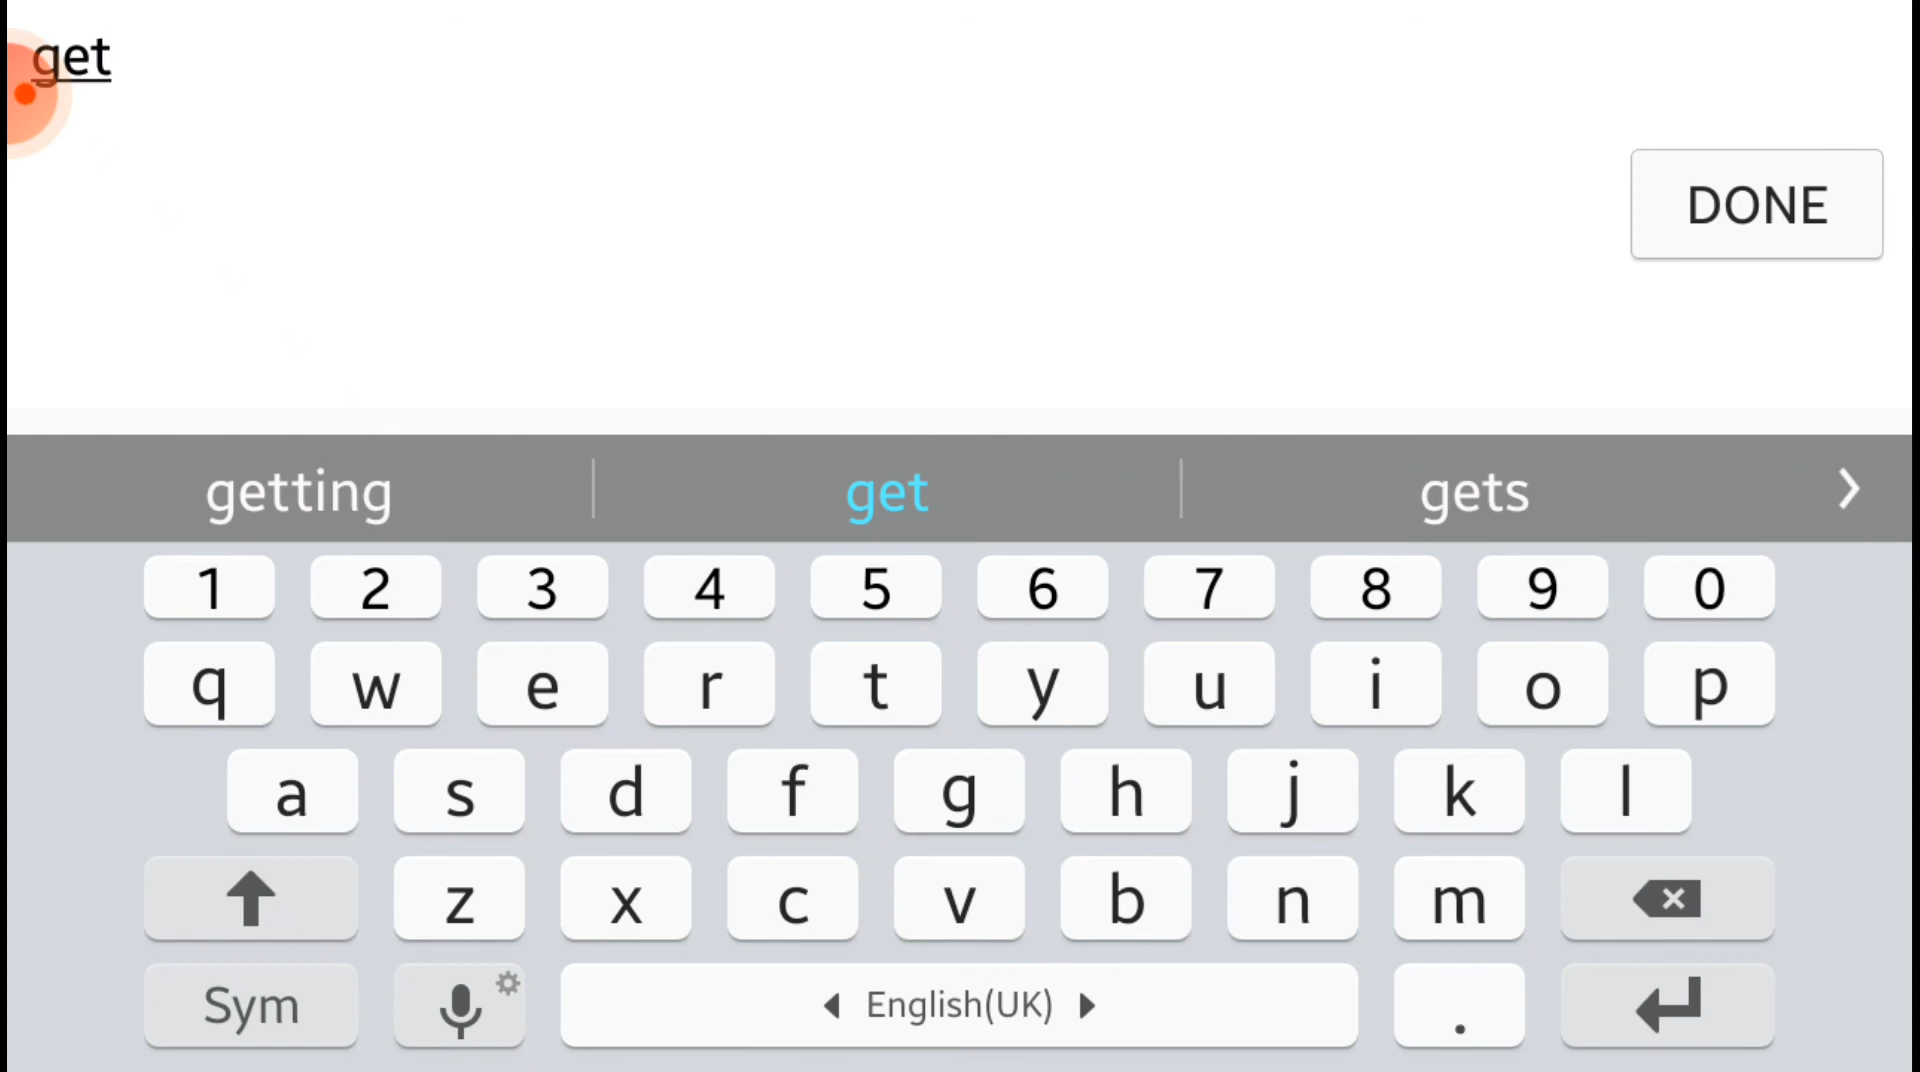 get
DONE
getting get gets
1 2 3 4 5 6 7 8 9 0
q w e r t y u i o p
a s d f g h j k l
z x c v b n m
Sym English(UK) .